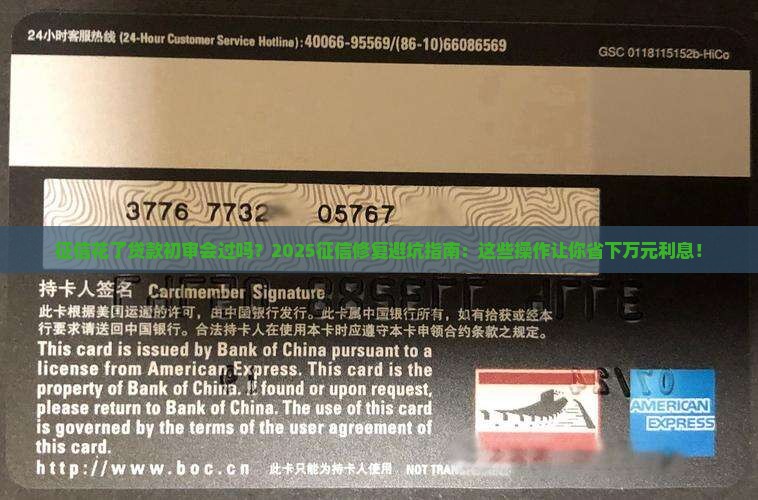 24小时客服热线 (24-Hour Customer Service Hotline): 40066-95569/(86-10)66086569
GSC 0118115152b-HiCo
3776 7732 05767
征信花了贷款初审会过吗？2025征信修复避坑指南：这些操作让你省下万元利息！
持卡人签名 Cardmember Signature
此卡根据美国运通的许可，由中国银行发行。此卡属中国银行所有，如有拾获或经本
行要求请送回中国银行。合法持卡人在使用本卡时应遵守本卡申领合约条款之规定。
This card is issued by Bank of China pursuant to a
license from American Express. This card is the
property of Bank of China. If found or upon request,
please return to Bank of China. The use of this card
is governed by the terms of the user agreement of
this card.
AMERICAN
EXPRESS
http://www.boc.cn 此卡只能为持卡人使用 NOT